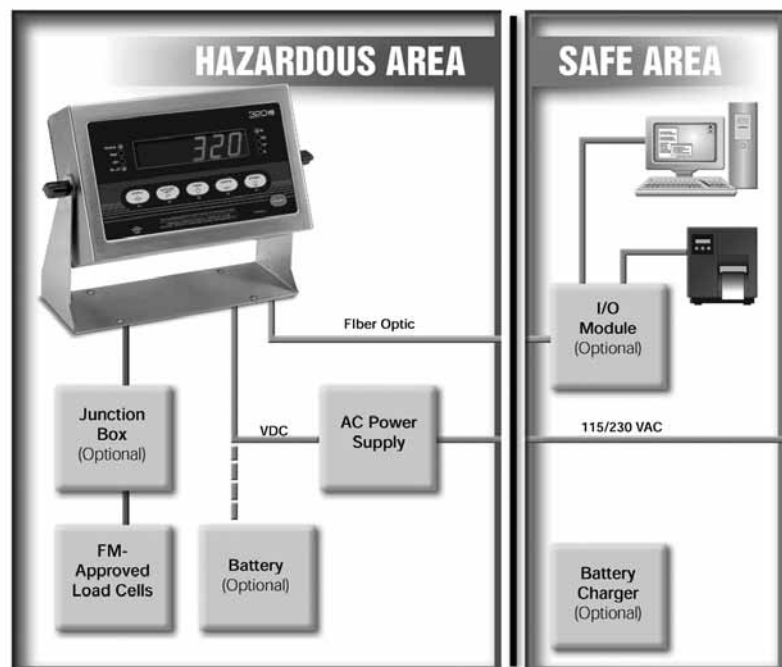 HAZARDOUS AREA
SAFE AREA
320
320
FIber Optic
I/O
Module
(Optional)
Junction
Box
(Optional)
VDC
AC Power
Supply
115/230 VAC
FM-
Approved
Load Cells
Battery
(Optional)
Battery
Charger
(Optional)